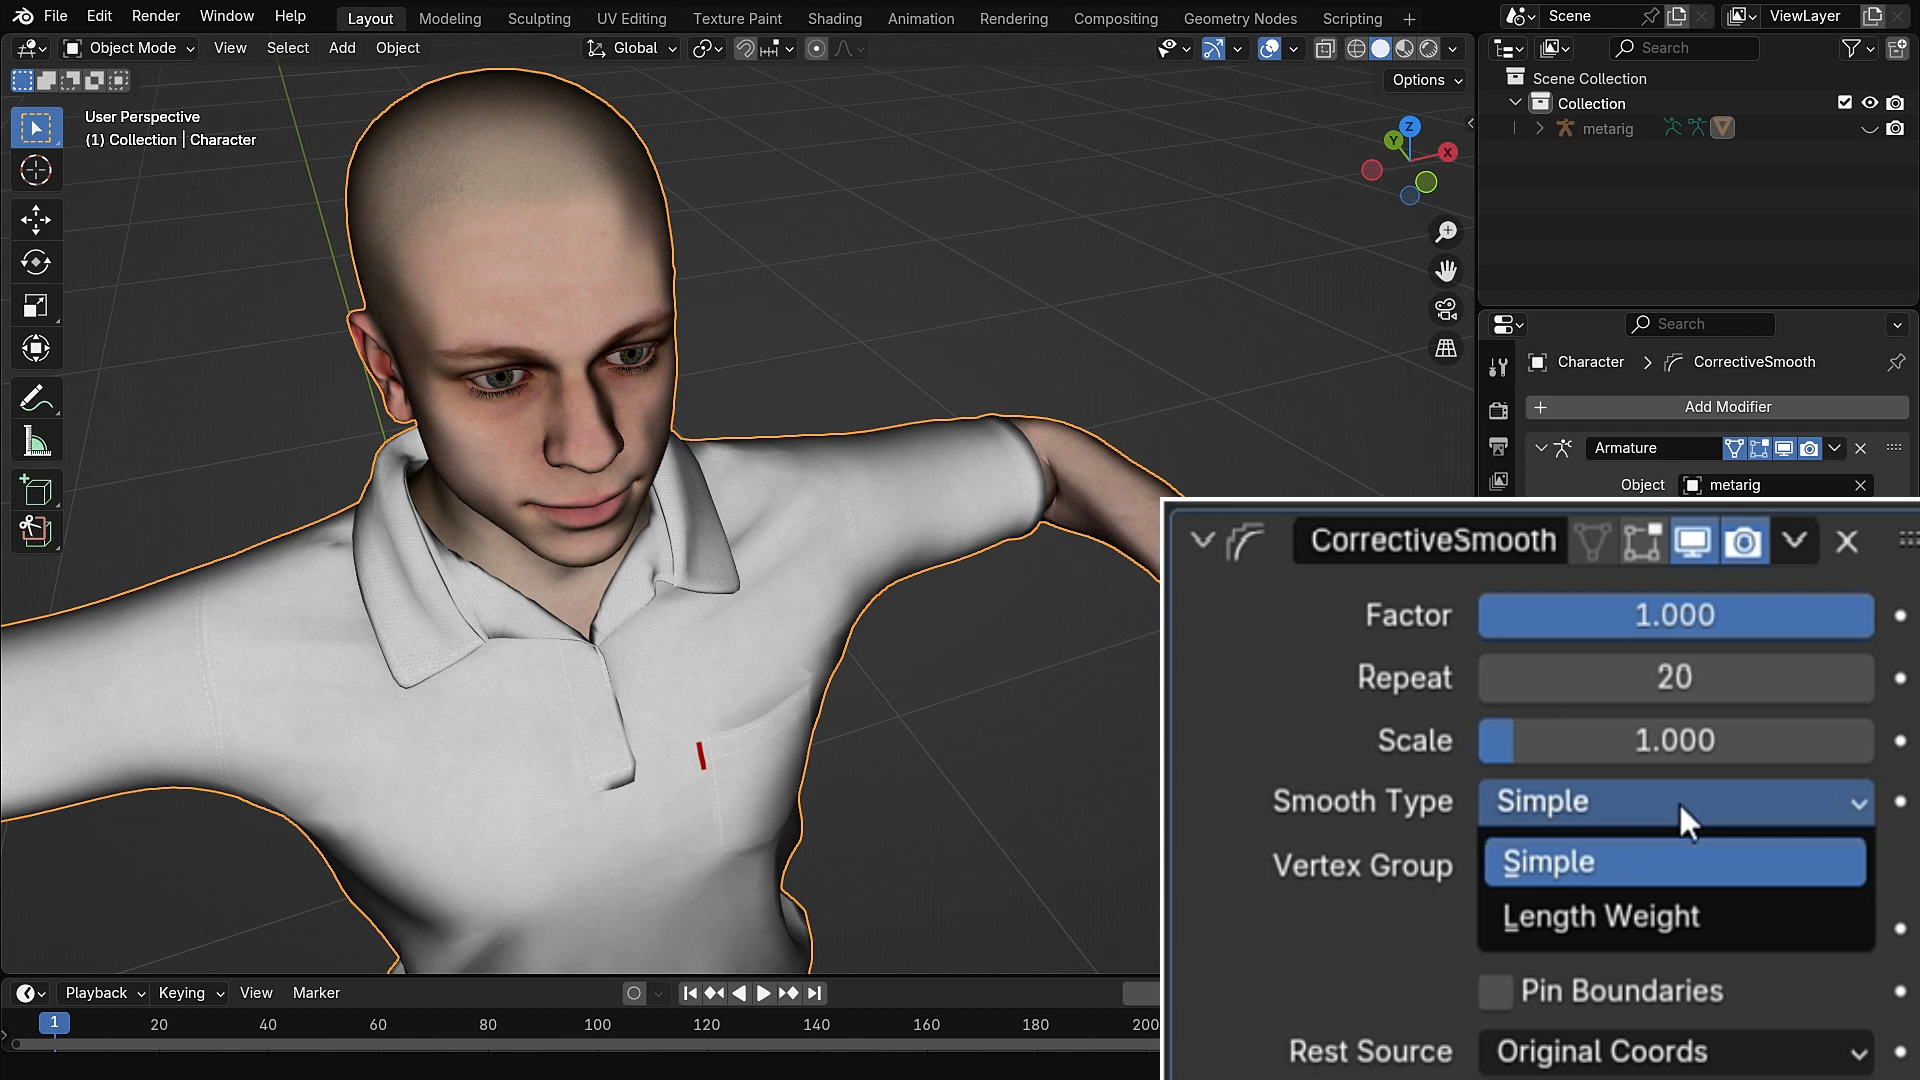 File Edit Render Window Help
Layout Modeling Sculpting UV Editing Texture Paint Shading Animation Rendering Compositing Geometry Nodes Scripting +
Scene
ViewLayer
Object Mode View Select Add Object
Global
Search
Options
Scene Collection
Collection
metarig
User Perspective
(1) Collection | Character
Z
Y
X
Search
Character > CorrectiveSmooth
+ Add Modifier
Armature
Object metarig
CorrectiveSmooth
Factor 1.000
Repeat 20
Scale 1.000
Smooth Type Simple
Vertex Group Simple
Length Weight
Pin Boundaries
Rest Source Original Coords
Playback Keying View Marker
1 20 40 60 80 100 120 140 160 180 200